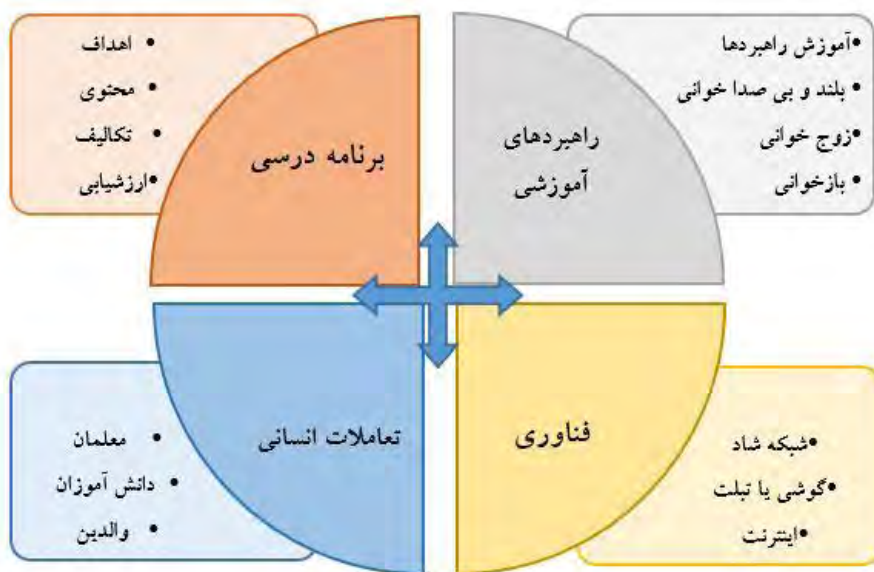 •آموزش راهبردها
• بلند و بی صدا خوانی
•زوج خوانی
• بازخوانی
راهبردهای
آموزشی
• اهداف
• محتوی
• تکالیف
•ارزشیابی
برنامه درسی
فناوری
•شبکه شاد
•گوشی یا تبلت
•اینترنت
تعاملات انسانی
• معلمان
• دانش آموزان
• والدین